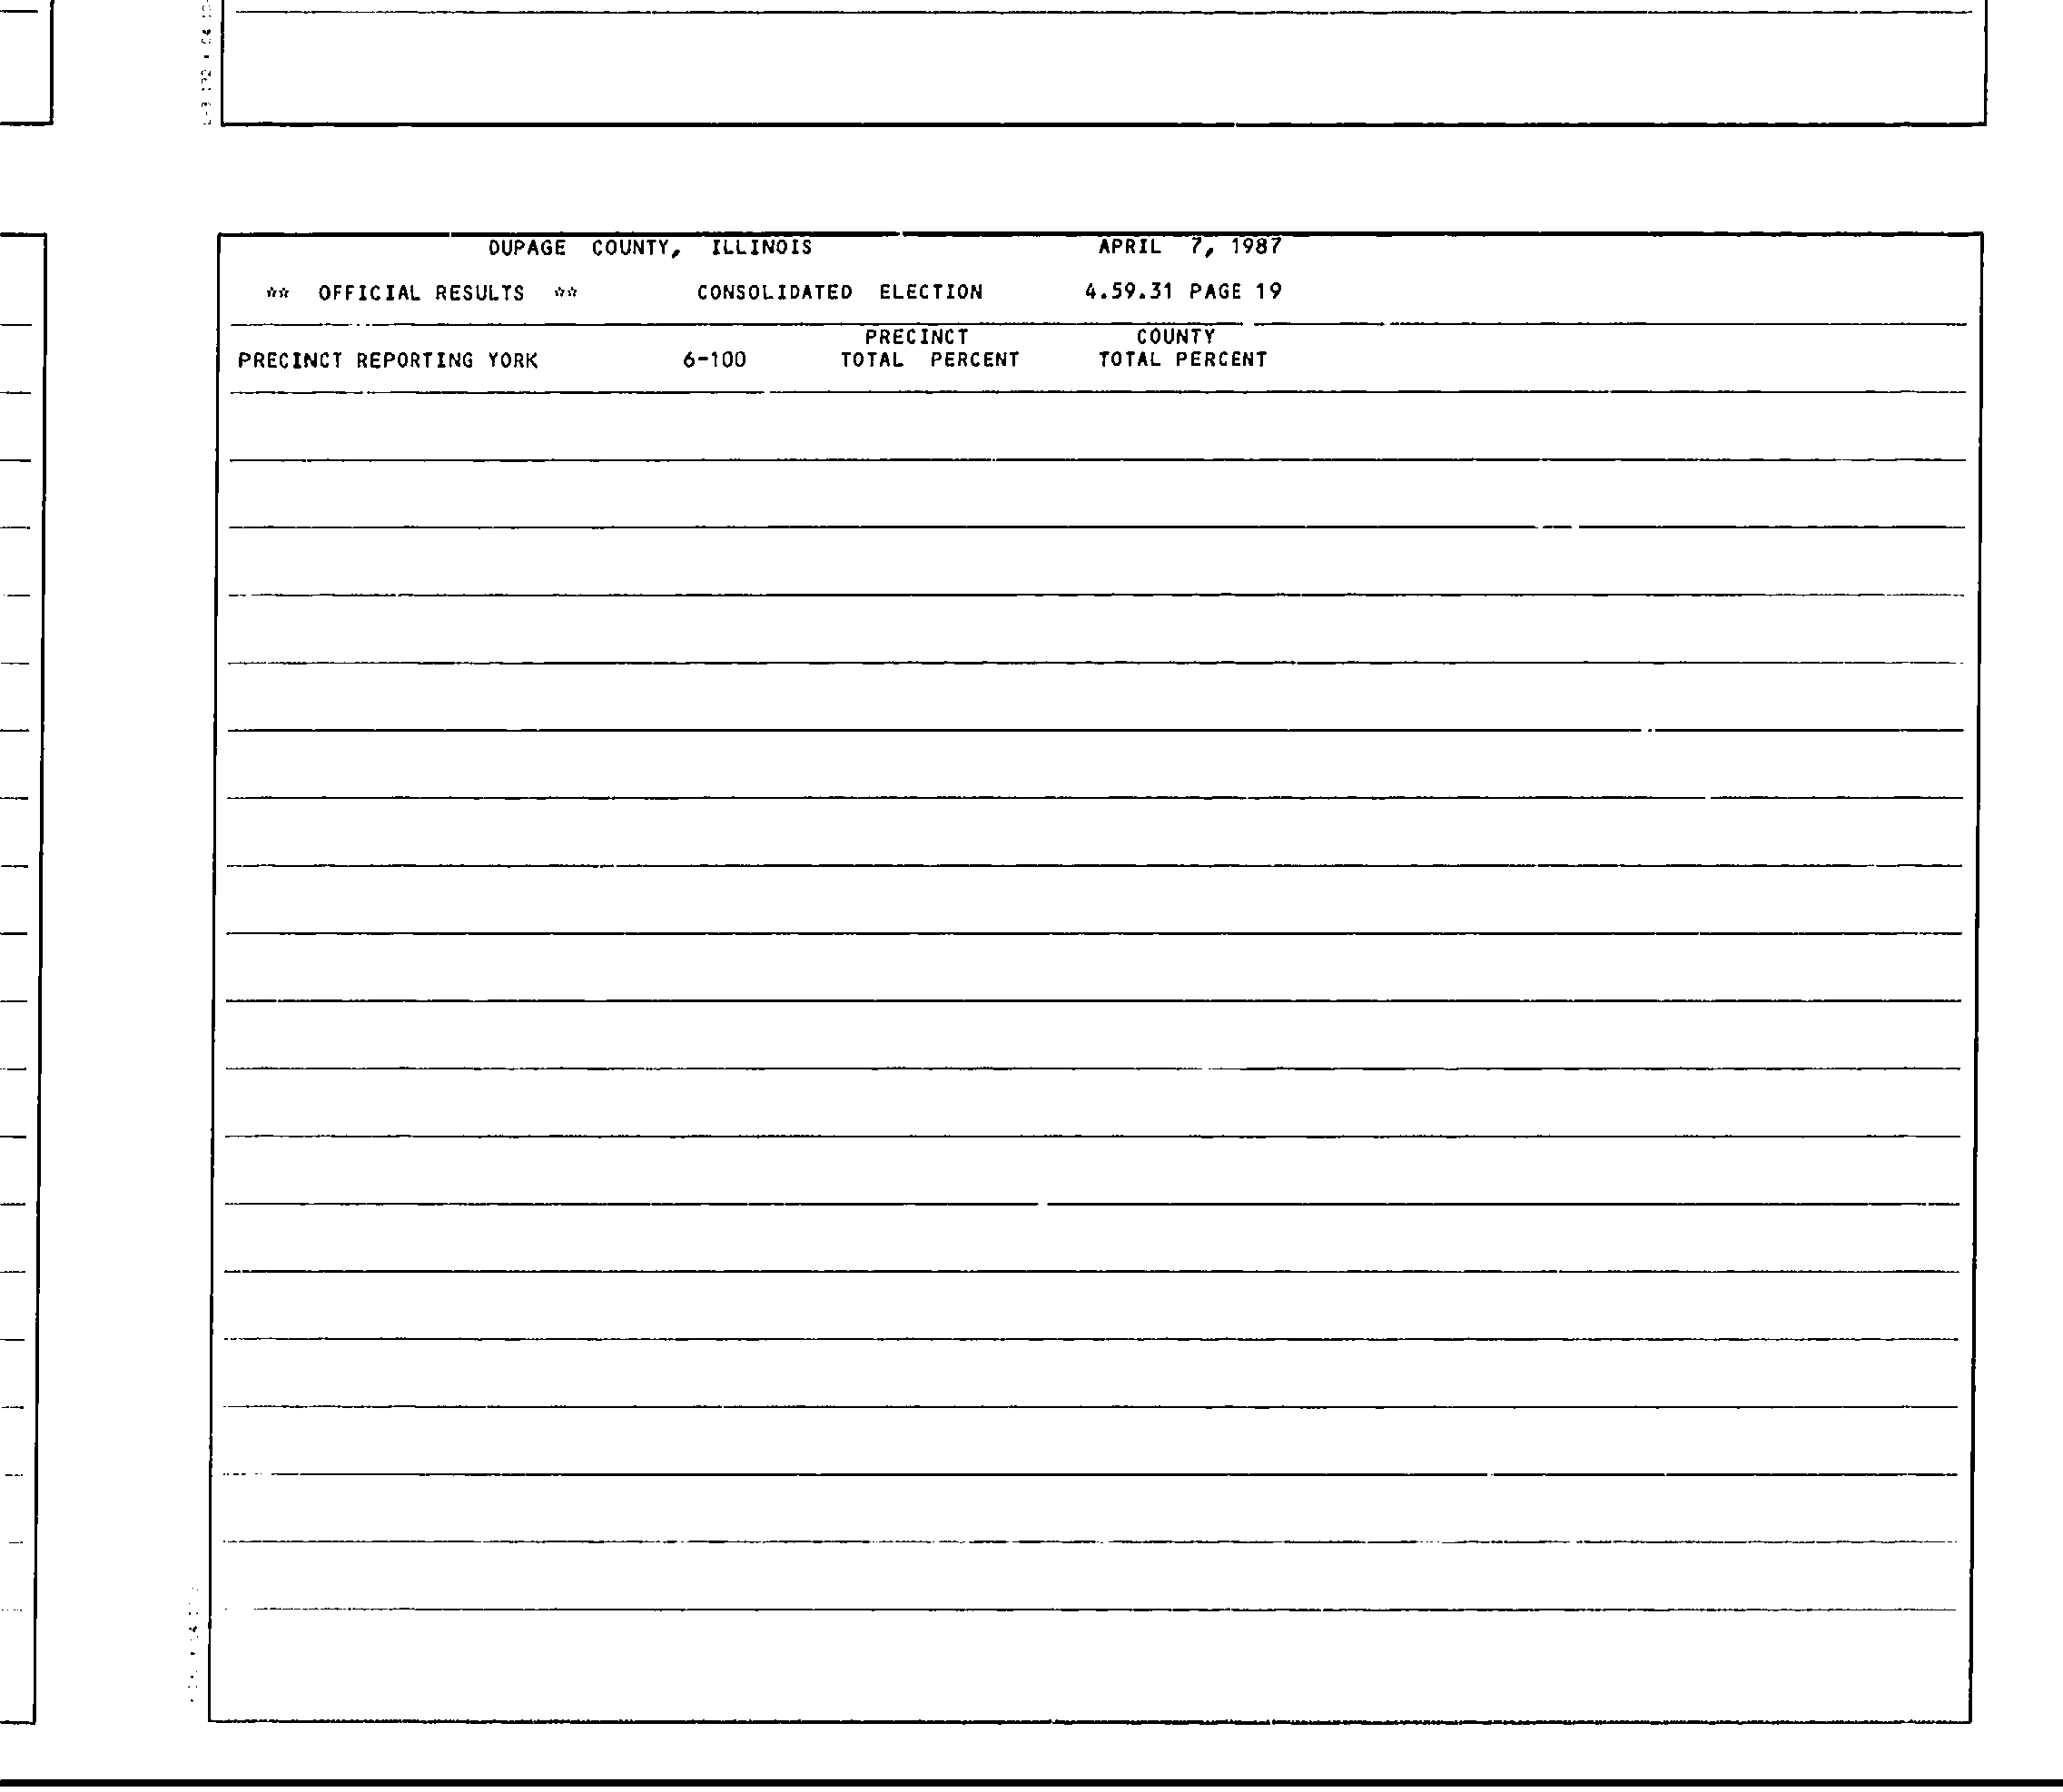 DUPAGE COUNTY, ILLINOIS APRIL 7, 1987
** OFFICIAL RESULTS ** CONSOLIDATED ELECTION 4.59.31 PAGE 19
PRECINCT COUNTY
PRECINCT REPORTING YORK 6-100 TOTAL PERCENT TOTAL PERCENT